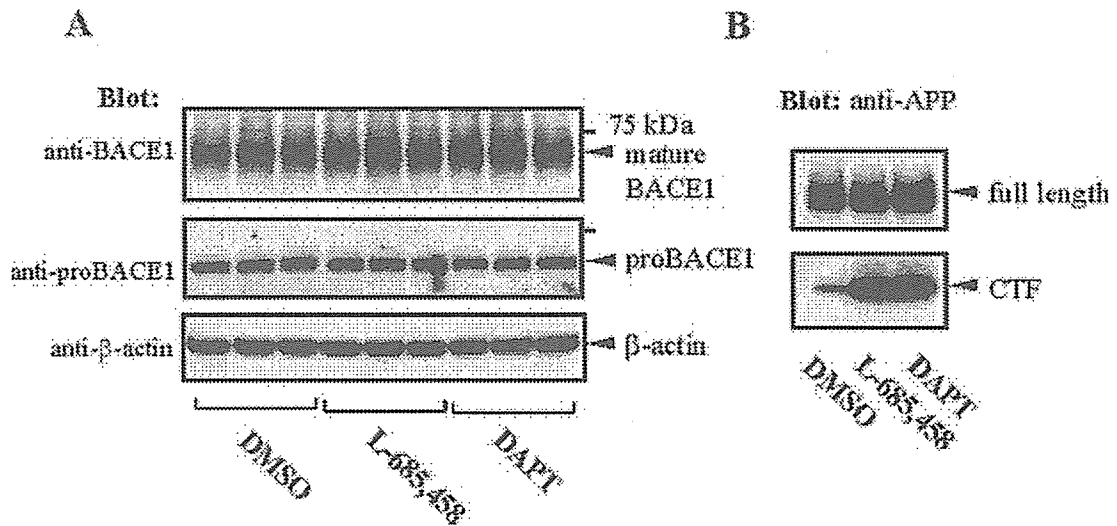 A
Blot:
anti-BACE1
75 kDa
mature
BACE1
anti-proBACE1
proBACE1
anti-β-actin
β-actin
DMSO
L-685,458
DAPT
B
Blot: anti-APP
full length
CTF
DMSO
L-685,458
DAPT